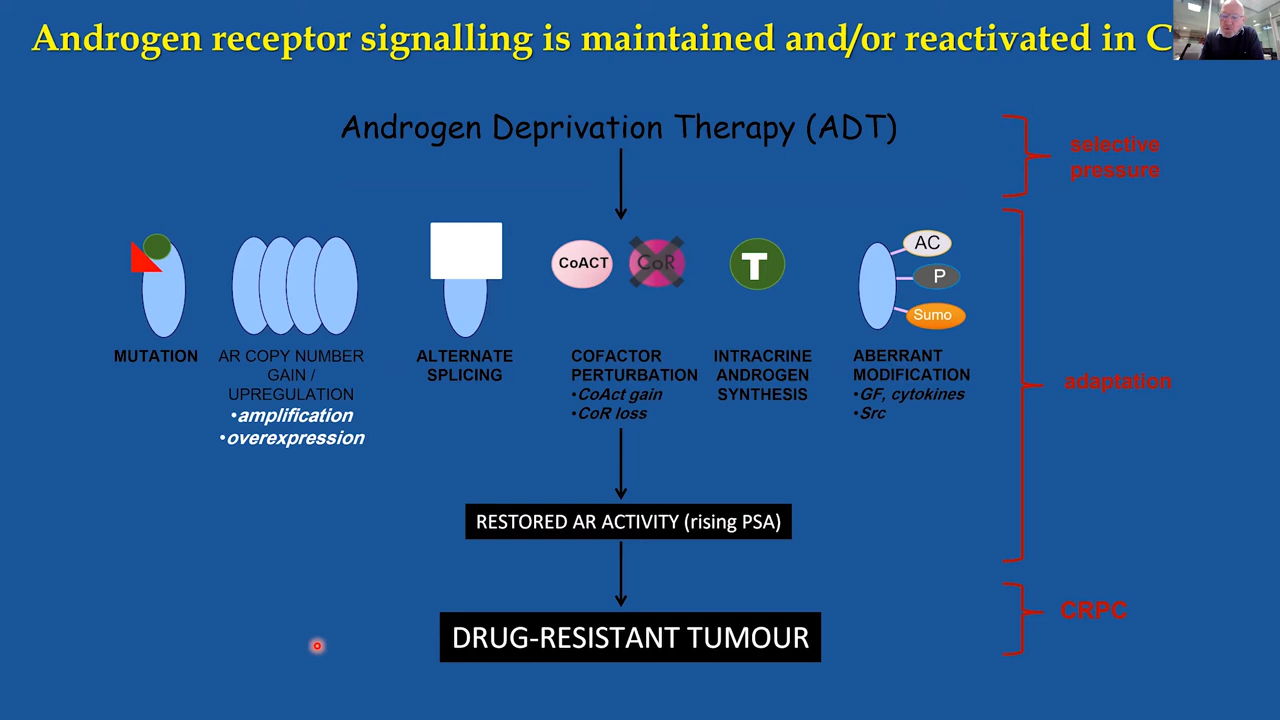 Androgen receptor signalling is maintained and/or reactivated in C
Androgen Deprivation Therapy (ADT)
selective
pressure
CoACT
CoR
T
AC
P
Sumo
MUTATION
AR COPY NUMBER
GAIN /
UPREGULATION
•amplification
•overexpression
ALTERNATE
SPLICING
COFACTOR
PERTURBATION
•CoAct gain
•CoR loss
INTRACRINE
ANDROGEN
SYNTHESIS
ABERRANT
MODIFICATION
•GF, cytokines
•Src
adaptation
RESTORED AR ACTIVITY (rising PSA)
CRPC
DRUG-RESISTANT TUMOUR